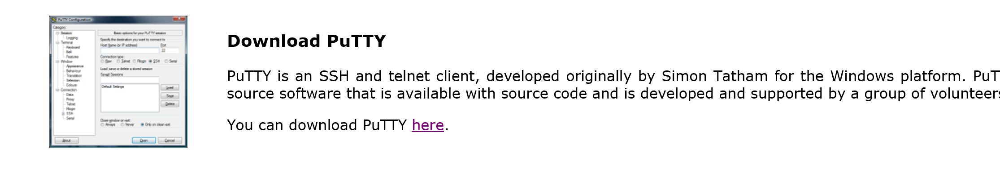 PuTTY Configuration
Category:
Session
Logging
Terminal
Keyboard
Bell
Features
Window
Appearance
Behaviour
Translation
Selection
Colours
Connection
Data
Proxy
Telnet
Rlogin
SSH
Serial
Basic options for your PuTTY session
Specify the destination you want to connect to
Host Name (or IP address) Port
22
Connection type:
Raw Telnet Rlogin SSH Serial
Load, save or delete a stored session
Saved Sessions
Default Settings
Load
Save
Delete
Close window on exit:
Always Never Only on clean exit
About Open Cancel
Download PuTTY
PuTTY is an SSH and telnet client, developed originally by Simon Tatham for the Windows platform. PuT
source software that is available with source code and is developed and supported by a group of volunteers
You can download PuTTY here.